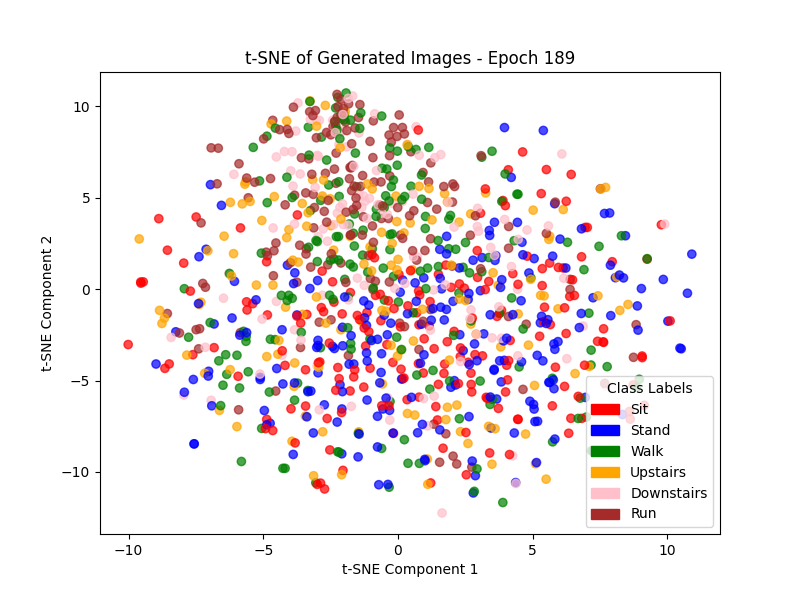 t-SNE of Generated Images - Epoch 189
t-SNE Component 2
10
5
0
−5
−10
−10
−5
0
5
10
t-SNE Component 1
Class Labels
Sit
Stand
Walk
Upstairs
Downstairs
Run